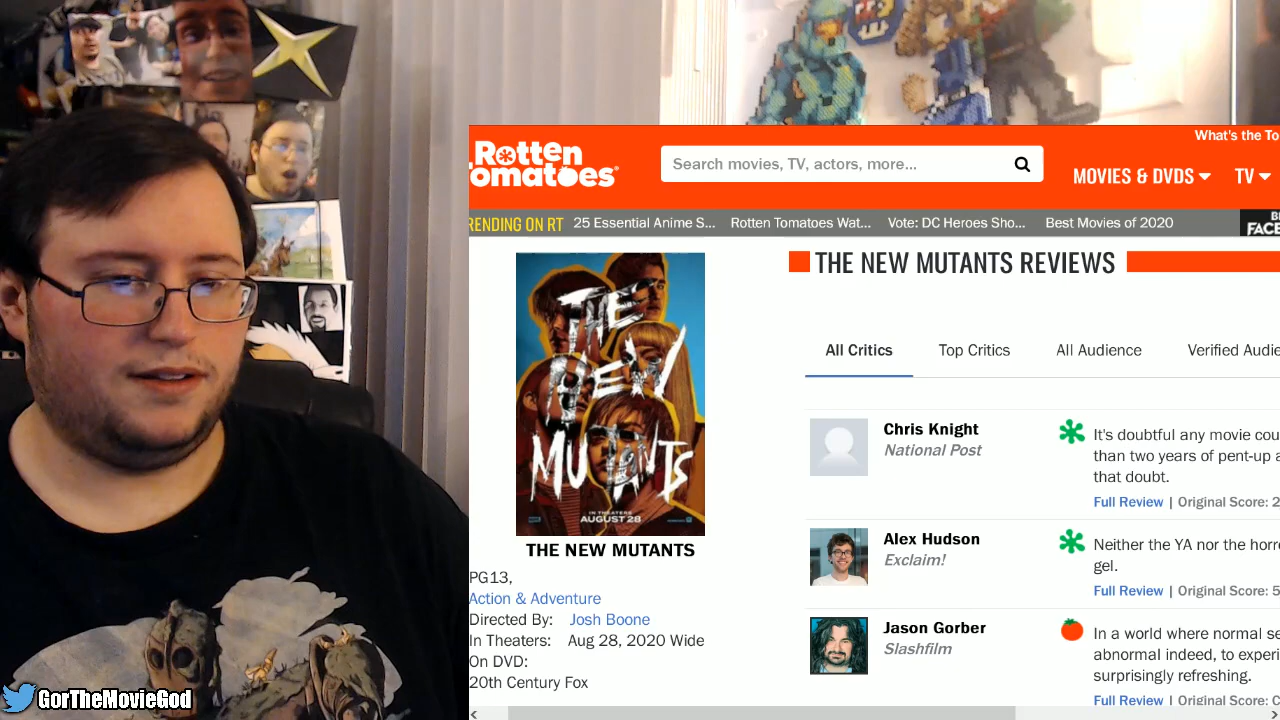 Rotten
Tomatoes
Search movies, TV, actors, more...
What's the To
MOVIES & DVDS
TV
RENDING ON RT
25 Essential Anime S...
Rotten Tomatoes Wat...
Vote: DC Heroes Sho...
Best Movies of 2020
FACE
THE
NEW
MUTANTS
IN THEATERS
AUGUST 28
THE NEW MUTANTS
PG13,
Action & Adventure
Directed By: Josh Boone
In Theaters: Aug 28, 2020 Wide
On DVD:
20th Century Fox
THE NEW MUTANTS REVIEWS
All Critics
Top Critics
All Audience
Verified Audie
Chris Knight
National Post
It's doubtful any movie cou
than two years of pent-up a
that doubt.
Full Review | Original Score: 2
Alex Hudson
Exclaim!
Neither the YA nor the horr
gel.
Full Review | Original Score: 5
Jason Gorber
Slashfilm
In a world where normal se
abnormal indeed, to experi
surprisingly refreshing.
Full Review | Original Score: C
GorTheMovieGod